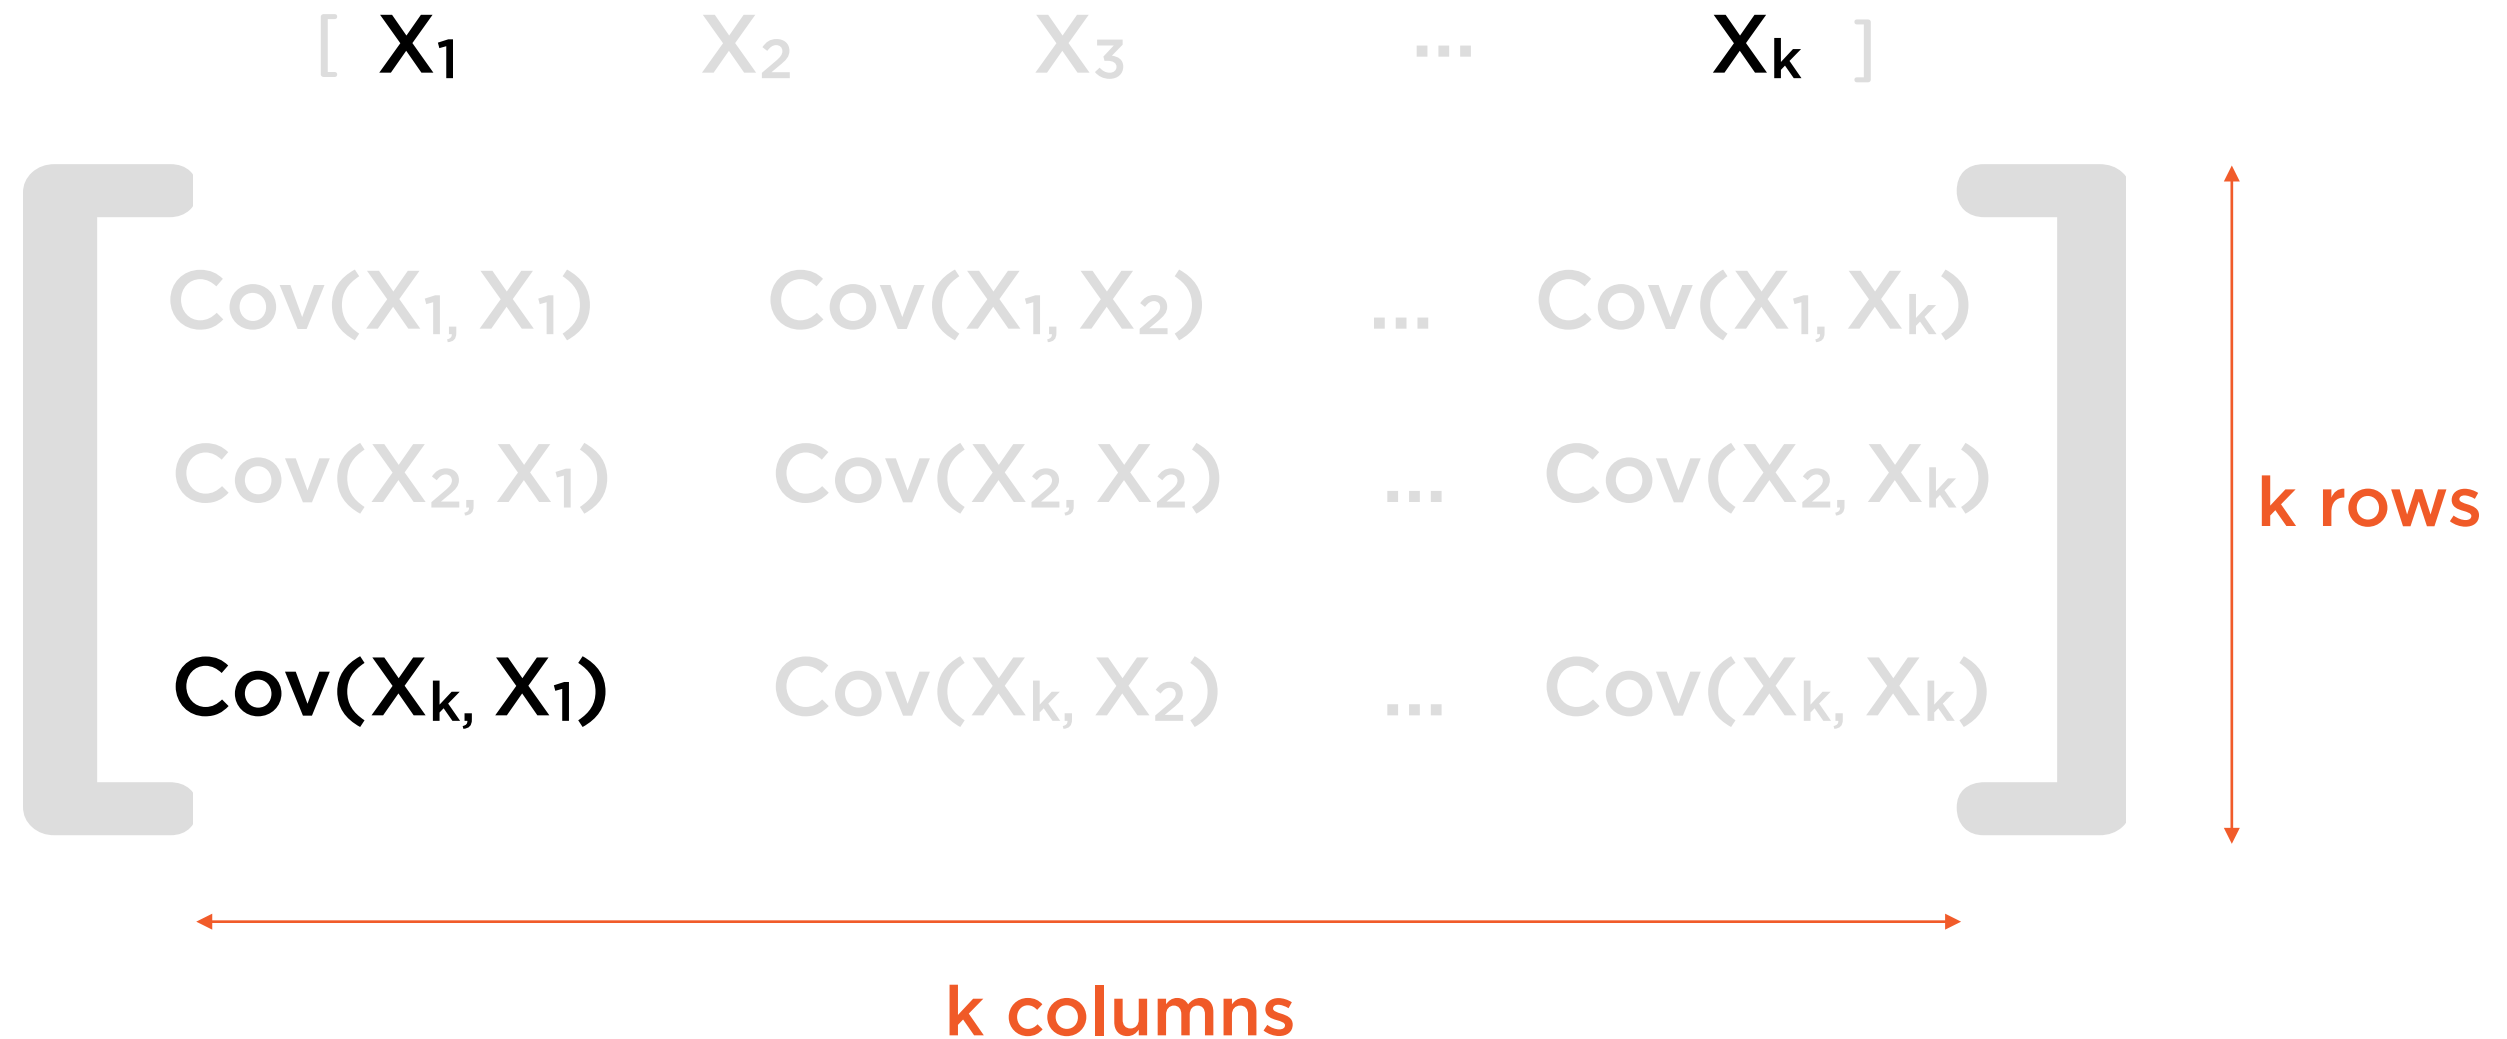 [ X₁ X₂ X₃ ... Xₖ ]
Cov(X₁, X₁) Cov(X₁, X₂) ... Cov(X₁, Xₖ)
Cov(X₂, X₁) Cov(X₂, X₂) ... Cov(X₂, Xₖ)
k rows
Cov(Xₖ, X₁) Cov(Xₖ, X₂) ... Cov(Xₖ, Xₖ)
k columns